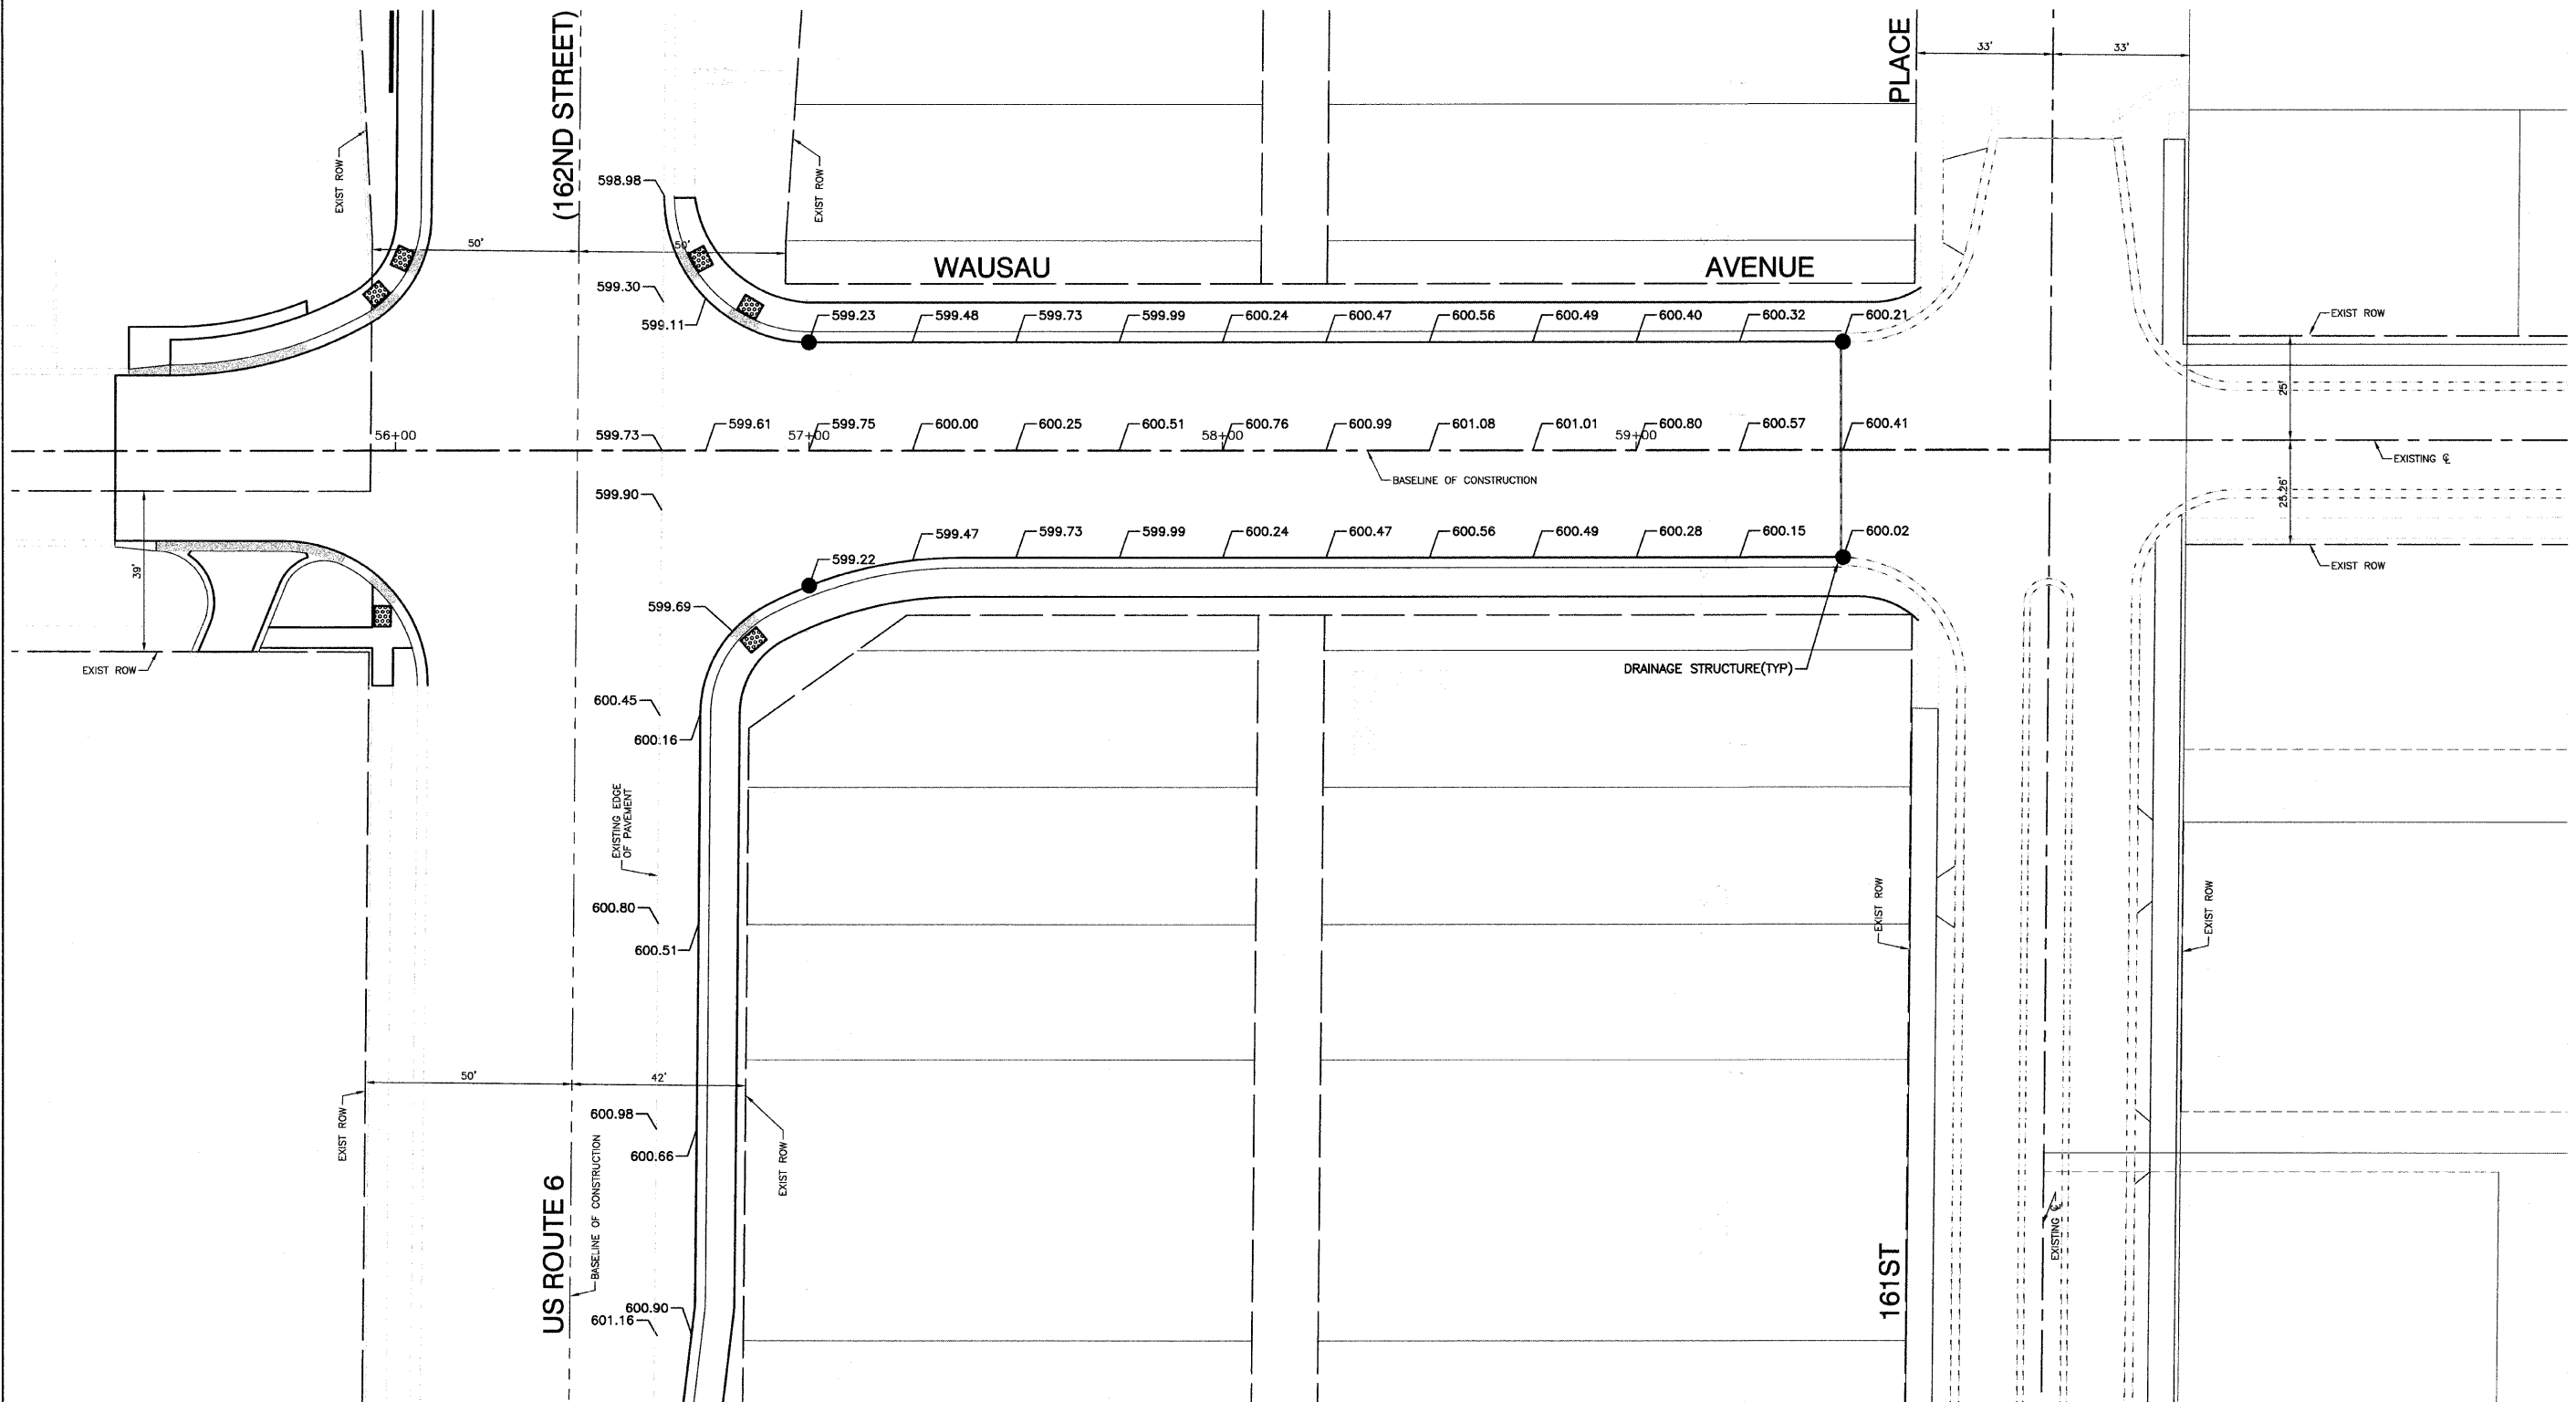 (162ND STREET)
PLACE
33'
33'
EXIST ROW
EXIST ROW
598.98
50'
50'
WAUSAU
AVENUE
599.30
599.11
599.23
599.48
599.73
599.99
600.24
600.47
600.56
600.49
600.40
600.32
600.21
EXIST ROW
25'
56+00
599.73
599.61
57+00
599.75
600.00
600.25
600.51
58+00
600.76
600.99
601.08
601.01
59+00
600.80
600.57
600.41
EXISTING ℄
BASELINE OF CONSTRUCTION
599.90
25.26'
39'
599.22
599.47
599.73
599.99
600.24
600.47
600.56
600.49
600.28
600.15
600.02
EXIST ROW
599.69
EXIST ROW
DRAINAGE STRUCTURE(TYP)
600.45
600.16
EXISTING EDGE
OF PAVEMENT
600.80
600.51
EXIST ROW
EXIST ROW
50'
42'
EXIST ROW
600.98
600.66
EXIST ROW
US ROUTE 6
BASELINE OF CONSTRUCTION
600.90
601.16
161ST
EXISTING ℄